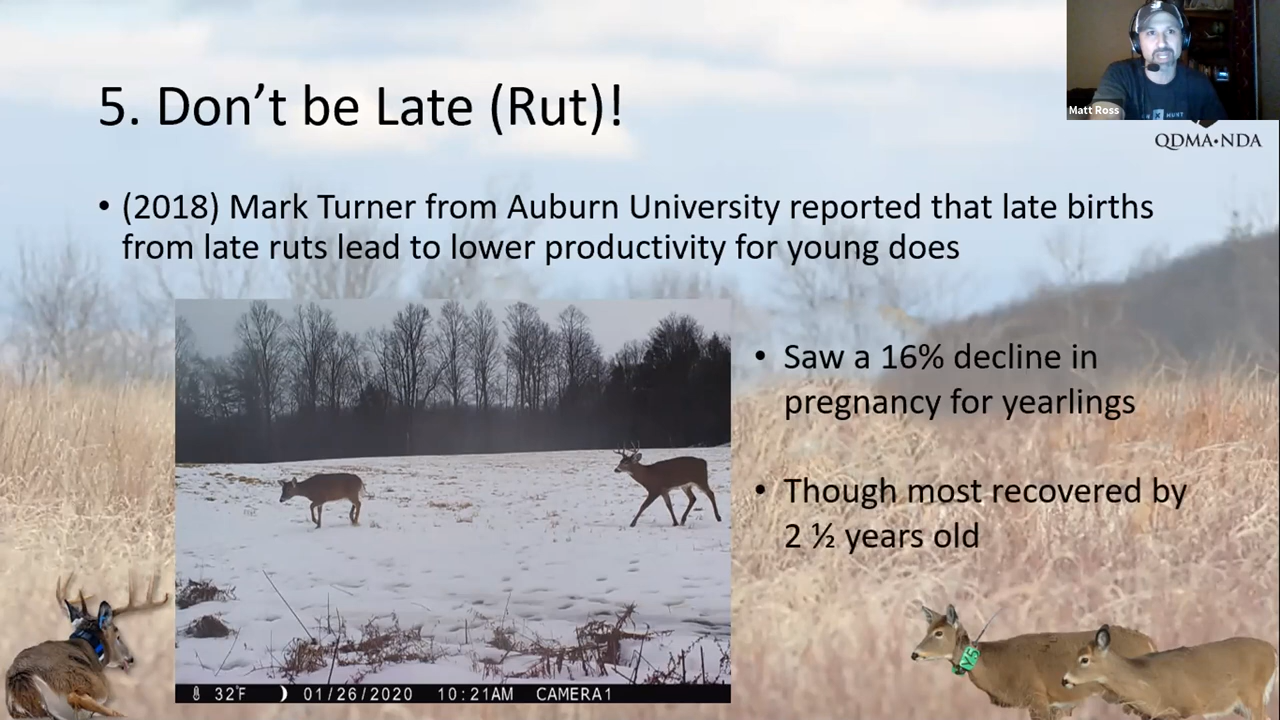 5. Don't be Late (Rut)!
Matt Ross
QDMA•NDA
• (2018) Mark Turner from Auburn University reported that late births
from late ruts lead to lower productivity for young does
• Saw a 16% decline in
pregnancy for yearlings
• Though most recovered by
2 ½ years old
32°F 01/26/2020 10:21AM CAMERA1